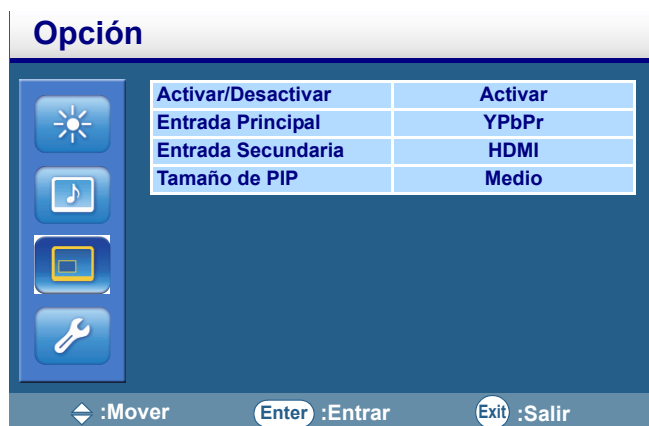 Opción
Activar/Desactivar Activar
Entrada Principal YPbPr
Entrada Secundaria HDMI
Tamaño de PIP Medio
:Mover Enter :Entrar Exit :Salir